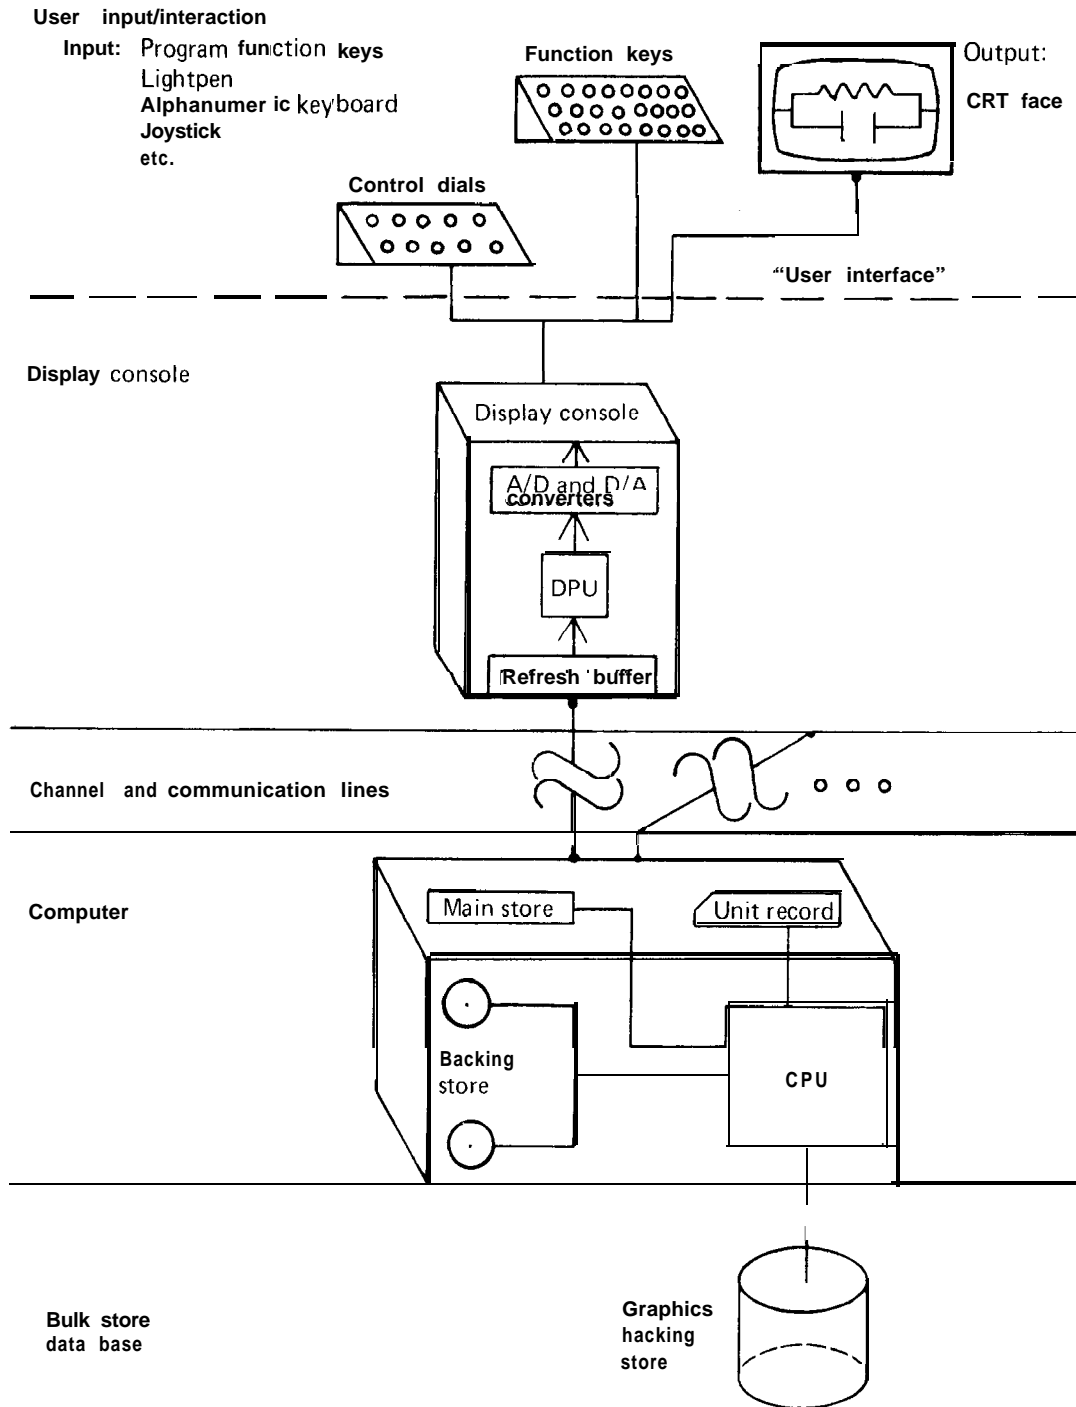 User input/interaction
Input: Program function keys
Lightpen
Alphanumeric keyboard
Joystick
etc.
Function keys
Output:
CRT face
Control dials
"User interface"
Display console
Display console
A/D and D/A
converters
DPU
Refresh buffer
Channel and communication lines
Computer
Main store
Unit record
Backing
store
CPU
Bulk store
data base
Graphics
hacking
store